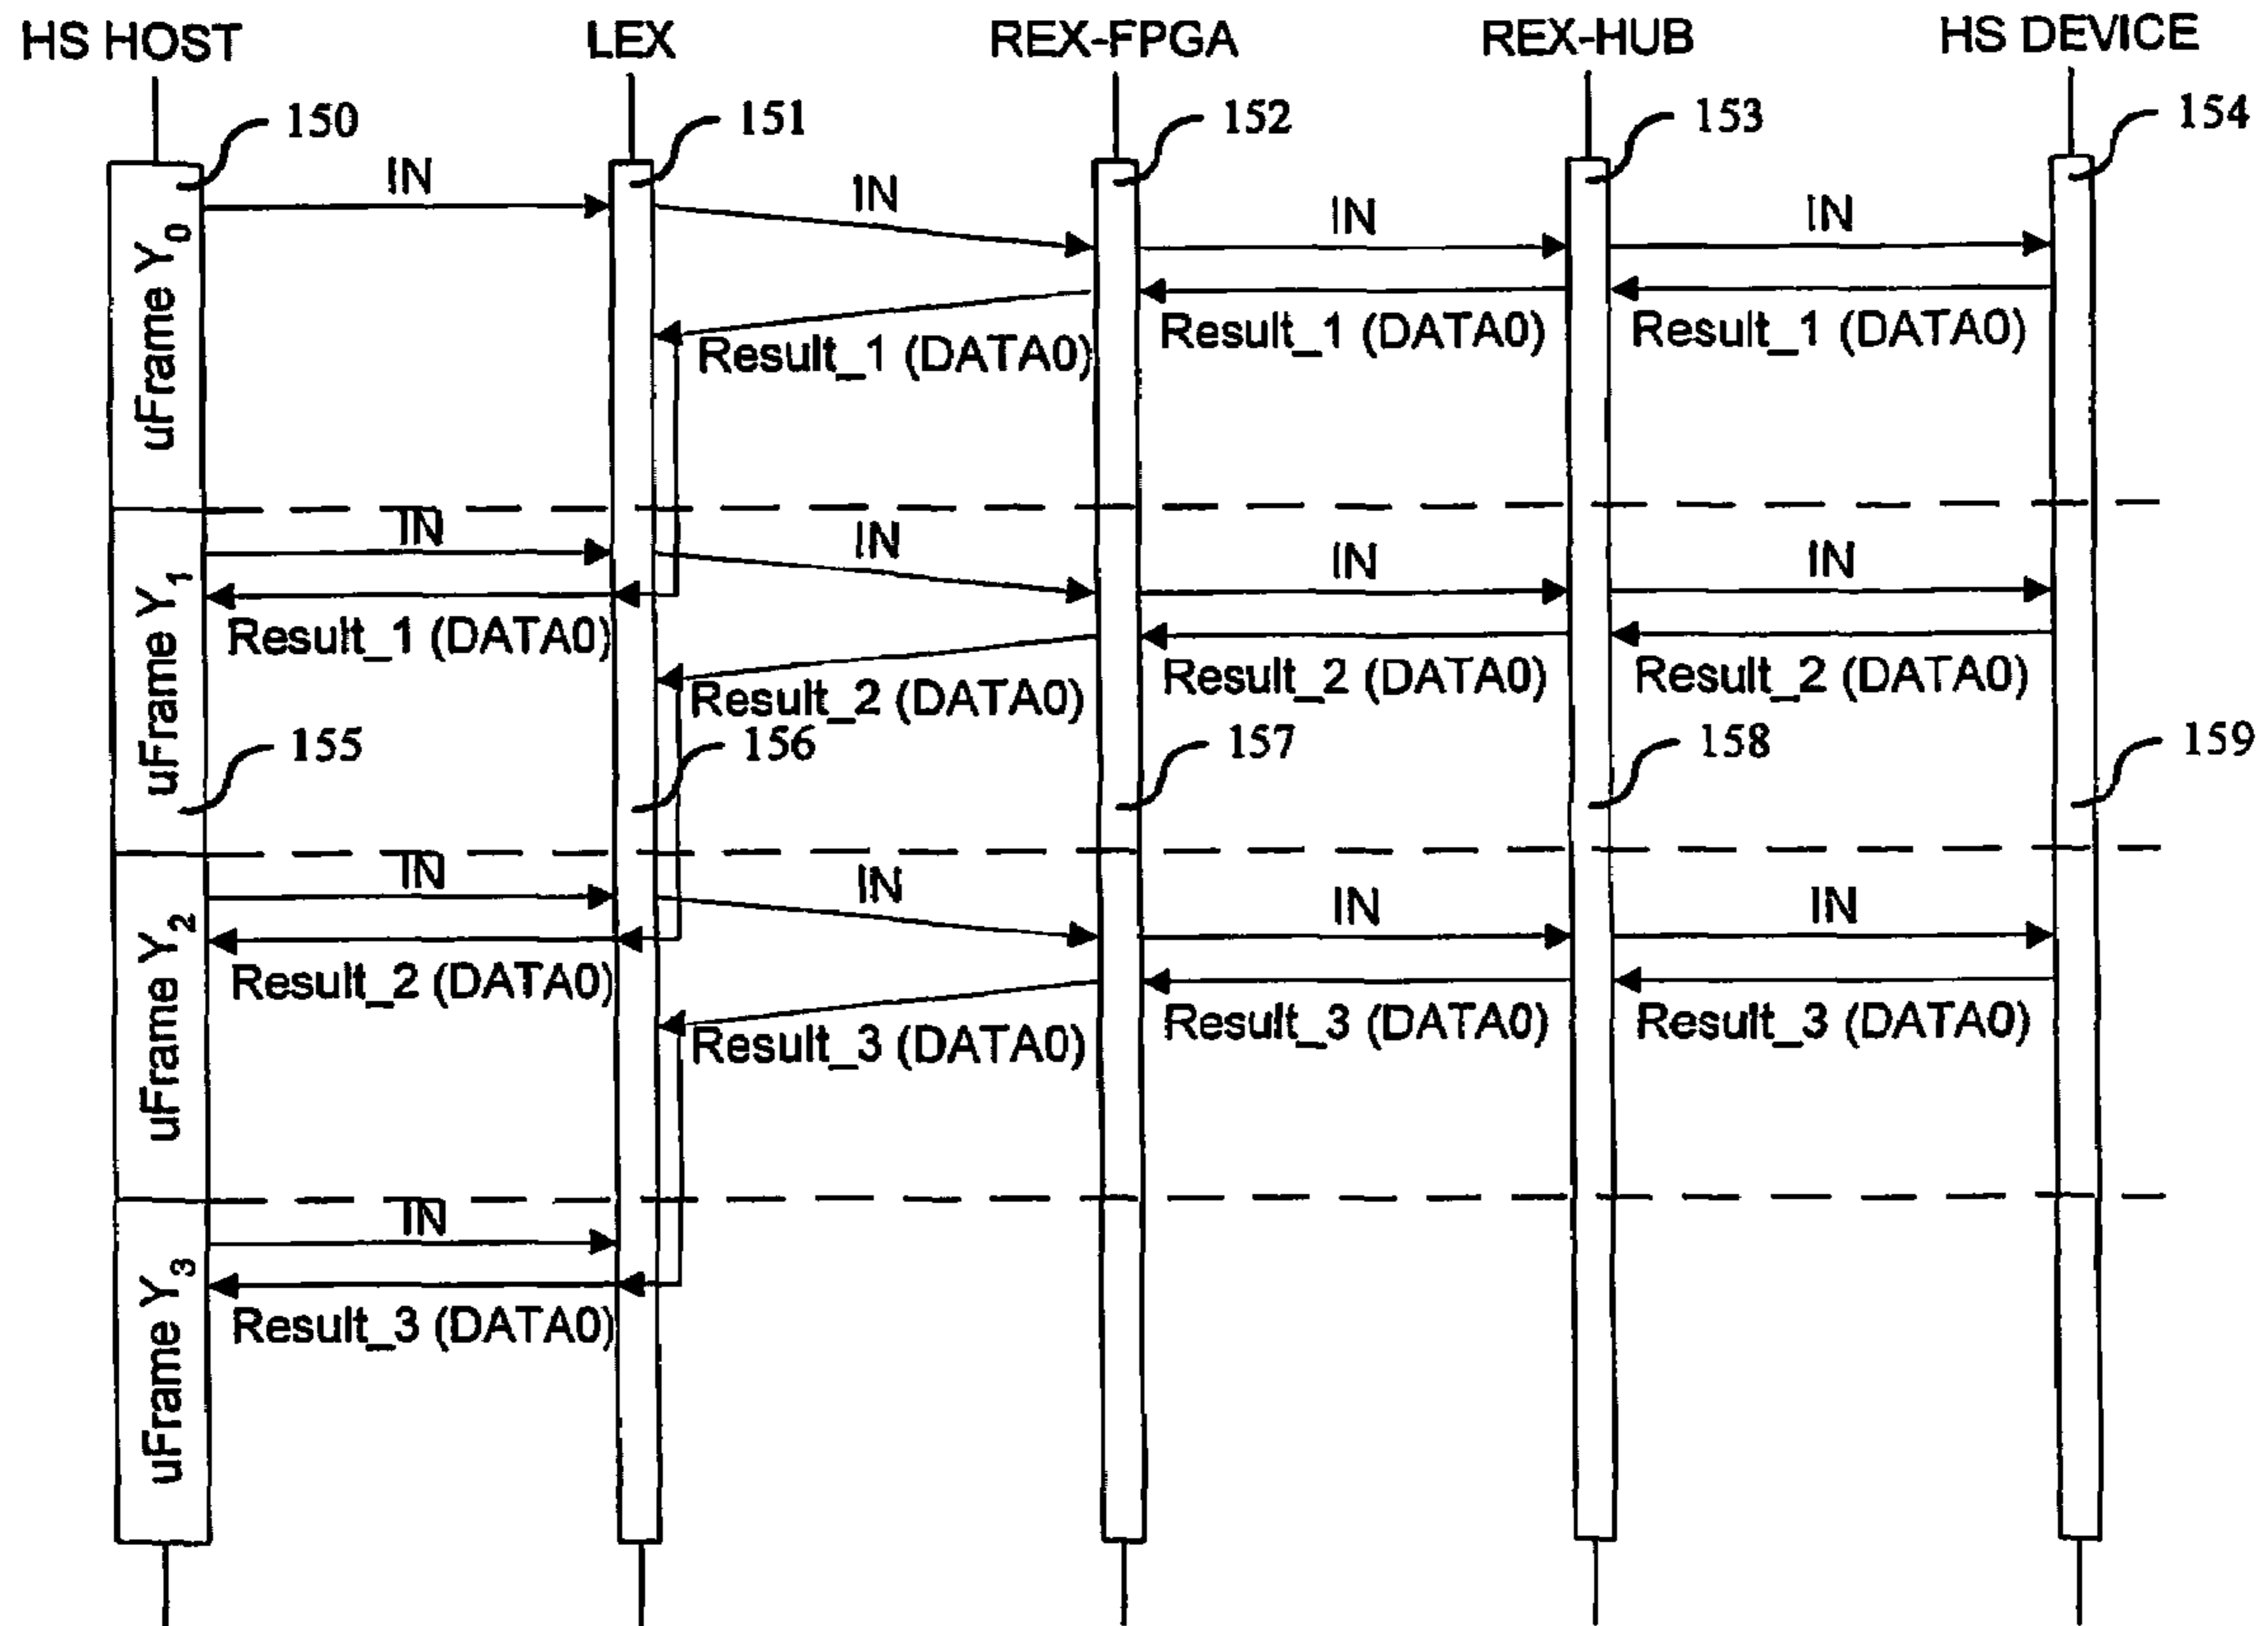 HS HOST LEX REX-FPGA REX-HUB HS DEVICE
150 151 152 153 154
IN IN IN IN
uFrame Y0
Result_1 (DATA0) Result_1 (DATA0) Result_1 (DATA0)
IN IN IN IN
uFrame Y1
Result_1 (DATA0) Result_2 (DATA0) Result_2 (DATA0) Result_2 (DATA0)
155 156 157 158 159
IN IN IN IN
uFrame Y2
Result_2 (DATA0) Result_3 (DATA0) Result_3 (DATA0) Result_3 (DATA0)
IN
uFrame Y3
Result_3 (DATA0)